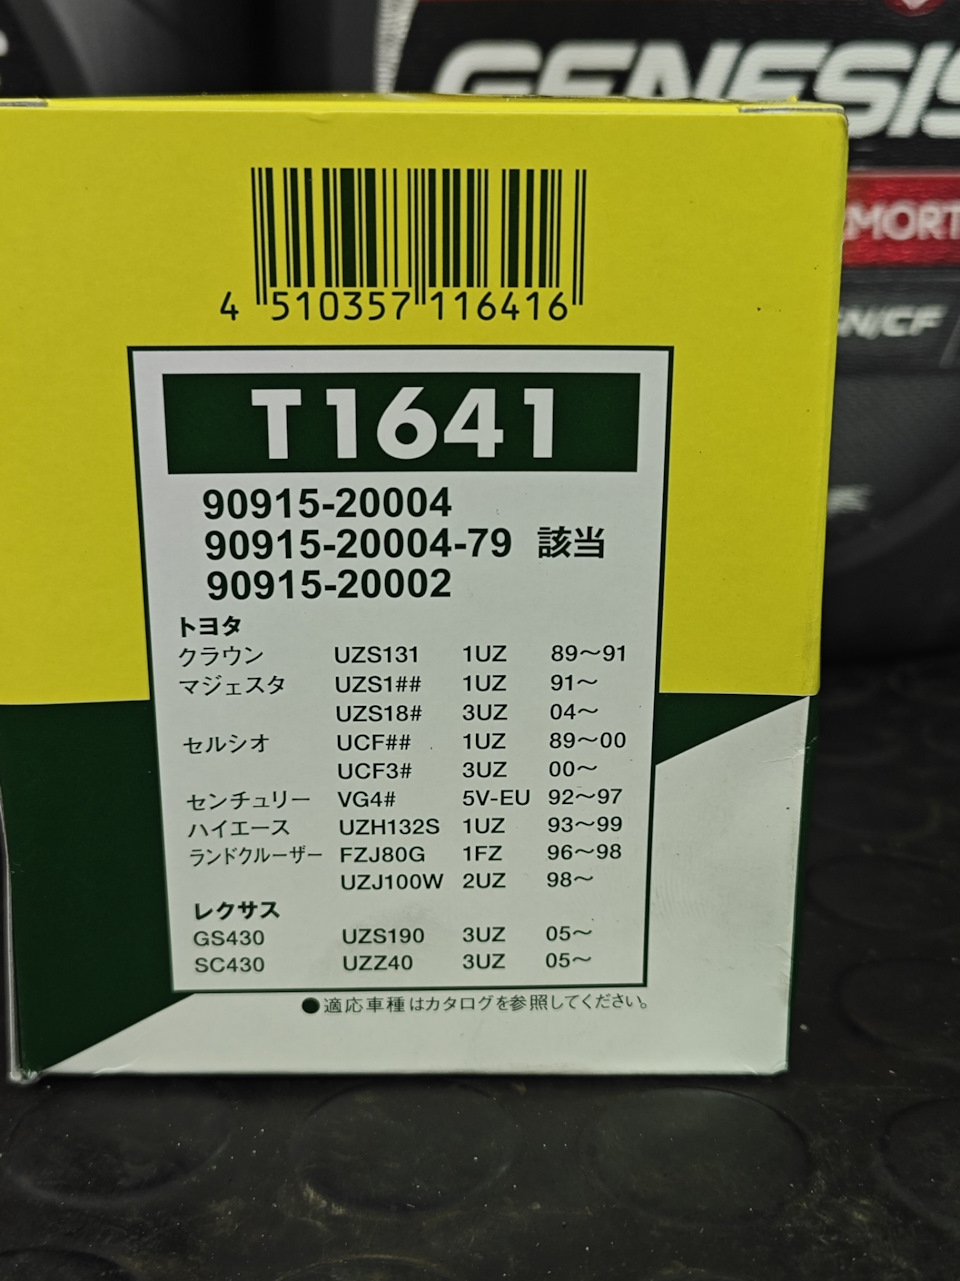 GENESIS
MORT
N/CF
4 510357 116416
T1641
90915-20004
90915-20004-79 該当
90915-20002
トヨタ
クラウン UZS131 1UZ 89〜91
マジェスタ UZS1## 1UZ 91〜
UZS18# 3UZ 04〜
セルシオ UCF## 1UZ 89〜00
UCF3# 3UZ 00〜
センチュリー VG4# 5V-EU 92〜97
ハイエース UZH132S 1UZ 93〜99
ランドクルーザー FZJ80G 1FZ 96〜98
UZJ100W 2UZ 98〜
レクサス
GS430 UZS190 3UZ 05〜
SC430 UZZ40 3UZ 05〜
●適応車種はカタログを参照してください。